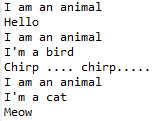 I am an animal
Hello
I am an animal
I'm a bird
Chirp .... chirp.....
I am an animal
I'm a cat
Meow